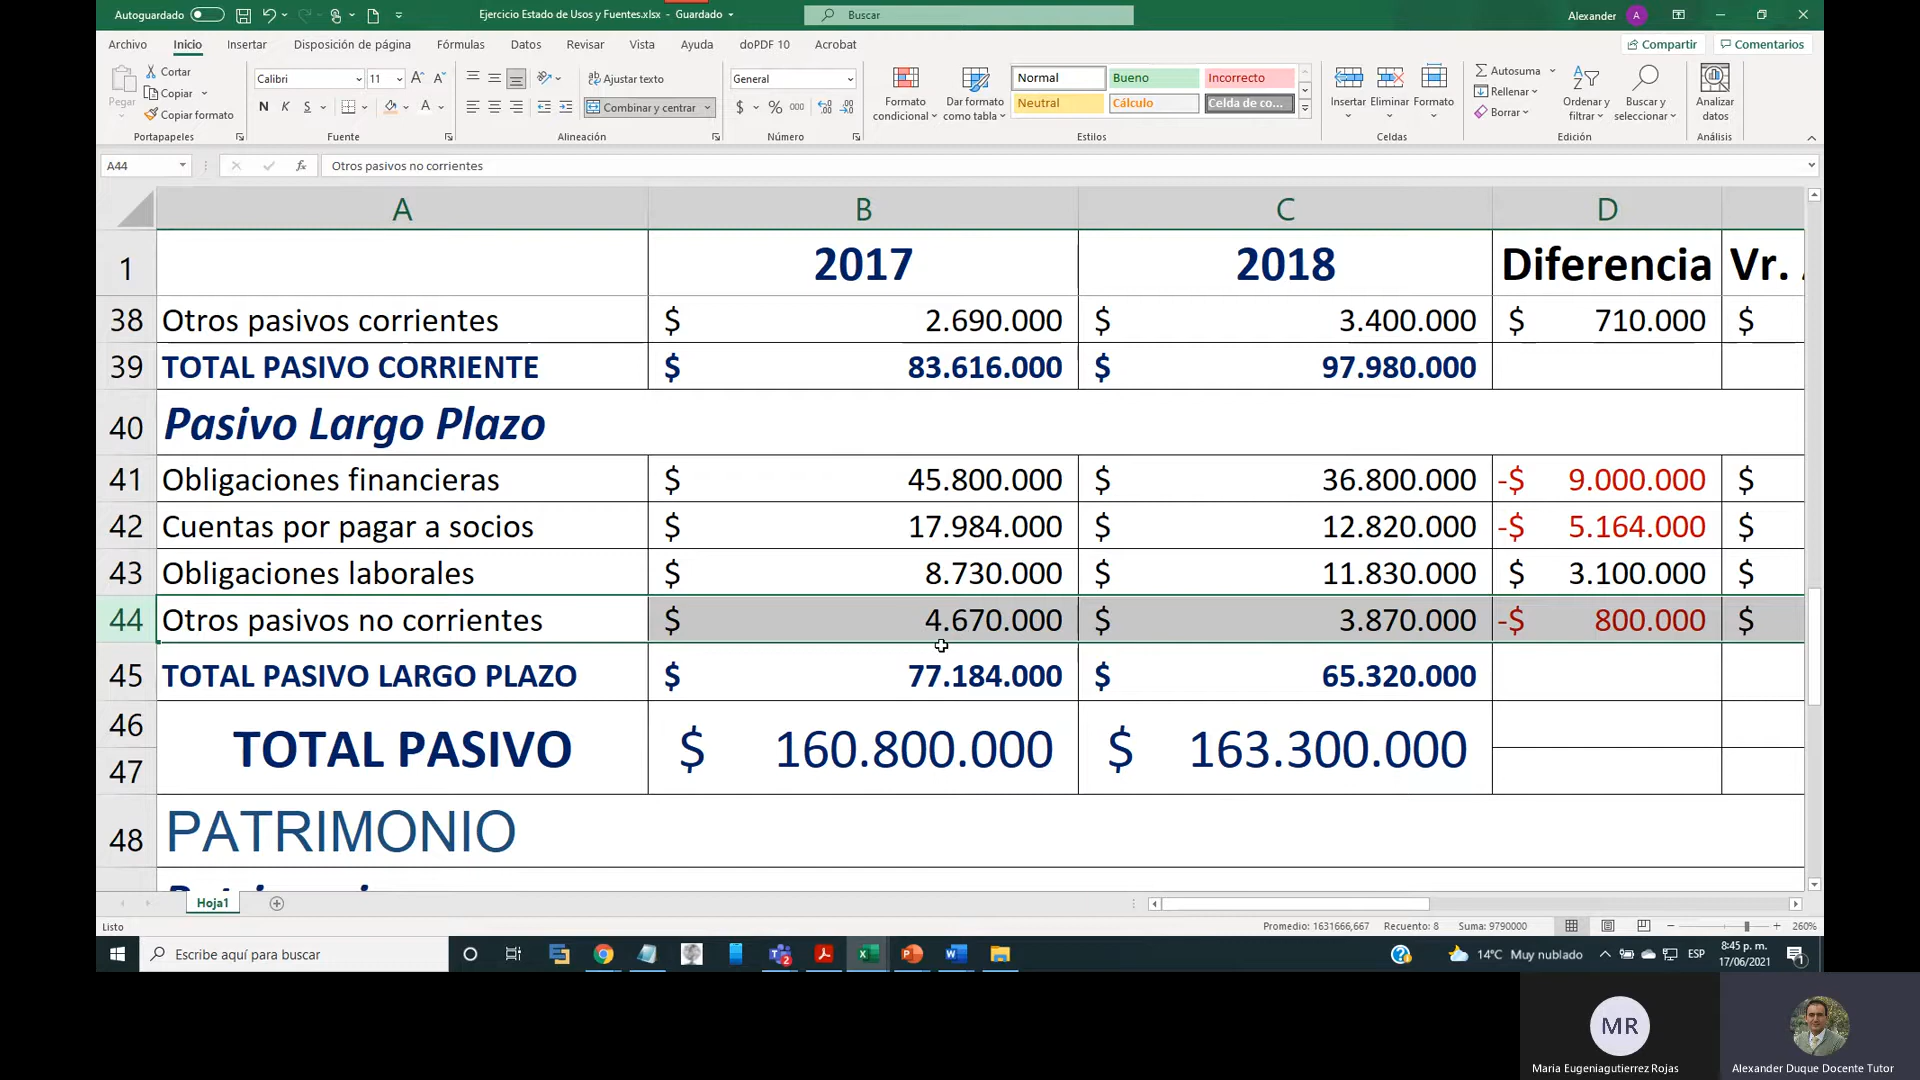 Autoguardado
Ejercicio Estado de Usos y Fuentes.xlsx - Guardado
Buscar
Alexander A
Archivo Inicio Insertar Disposición de página Fórmulas Datos Revisar Vista Ayuda doPDF 10 Acrobat Compartir Comentarios
Pegar
Cortar
Copiar
Copiar formato
Portapapeles
Calibri 11
N K S
Fuente
Ajustar texto
Combinar y centrar
Alineación
General
$ % 000
Número
Formato condicional
Dar formato como tabla
Normal Bueno Incorrecto
Neutral Cálculo Celda de co...
Estilos
Insertar Eliminar Formato
Celdas
Autosuma
Rellenar
Borrar
Ordenar y filtrar
Buscar y seleccionar
Edición
Analizar datos
Análisis
A44 fx Otros pasivos no corrientes
A B C D
1 2017 2018 Diferencia Vr.
38 Otros pasivos corrientes $ 2.690.000 $ 3.400.000 $ 710.000 $
39 TOTAL PASIVO CORRIENTE $ 83.616.000 $ 97.980.000
40 Pasivo Largo Plazo
41 Obligaciones financieras $ 45.800.000 $ 36.800.000 -$ 9.000.000 $
42 Cuentas por pagar a socios $ 17.984.000 $ 12.820.000 -$ 5.164.000 $
43 Obligaciones laborales $ 8.730.000 $ 11.830.000 $ 3.100.000 $
44 Otros pasivos no corrientes $ 4.670.000 $ 3.870.000 -$ 800.000 $
45 TOTAL PASIVO LARGO PLAZO $ 77.184.000 $ 65.320.000
46
TOTAL PASIVO $ 160.800.000 $ 163.300.000
47
48 PATRIMONIO
Hoja1
Listo Promedio: 1631666,667 Recuento: 8 Suma: 9790000 260%
Escribe aquí para buscar
14°C Muy nublado
ESP
8:45 p. m.
17/06/2021
MR
Maria Eugeniagutierrez Rojas
Alexander Duque Docente Tutor